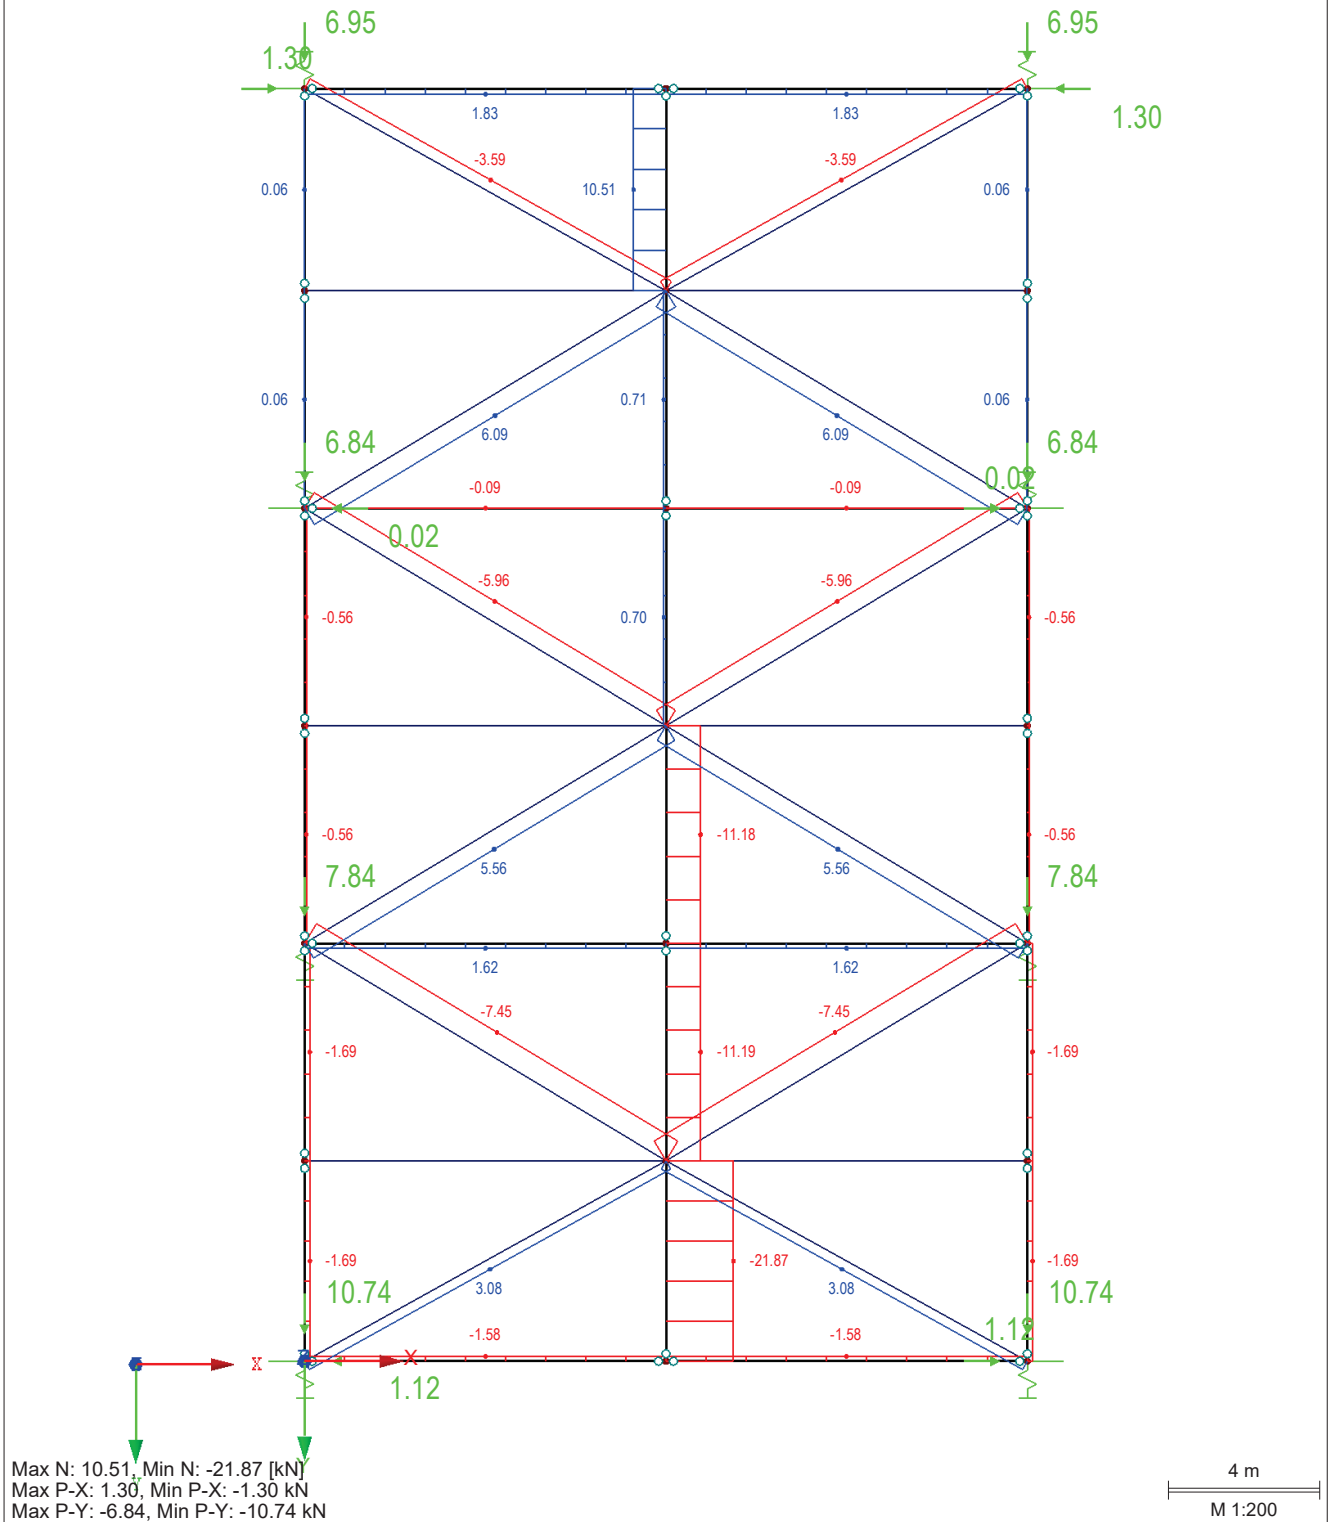 6.95 6.95
1.30
1.30
1.83 1.83
-3.59 -3.59
0.06 10.51 0.06
0.06 0.71 0.06
6.09 6.09
6.84 6.84
-0.09 -0.09 0.02
0.02
-5.96 -5.96
-0.56 0.70 -0.56
-0.56 -11.18 -0.56
7.84 5.56 5.56 7.84
1.62 1.62
-7.45 -7.45
-1.69 -11.19 -1.69
-1.69 -21.87 -1.69
10.74 3.08 3.08 10.74
-1.58 -1.58 1.12
X X
1.12
Max N: 10.51, Min N: -21.87 [kN]
Max P-X: 1.30, Min P-X: -1.30 kN
Max P-Y: -6.84, Min P-Y: -10.74 kN
4 m
M 1:200